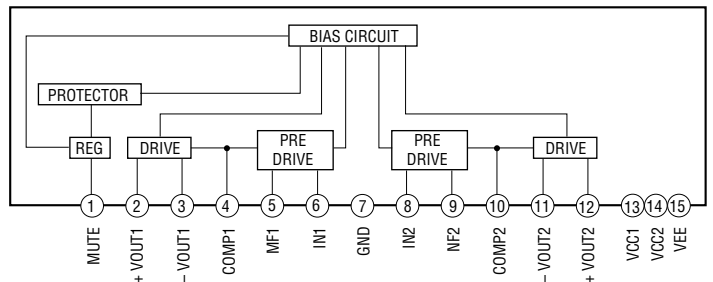 BIAS CIRCUIT
PROTECTOR
REG
DRIVE
PRE
DRIVE
PRE
DRIVE
DRIVE
1
2
3
4
5
6
7
8
9
10
11
12
13
14
15
MUTE
+ VOUT1
– VOUT1
COMP1
MF1
IN1
GND
IN2
NF2
COMP2
– VOUT2
+ VOUT2
VCC1
VCC2
VEE